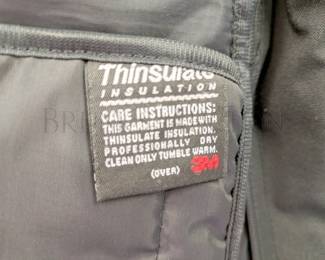 Thinsulate
INSULATION
CARE INSTRUCTIONS:
THIS GARMENT IS MADE WITH
THINSULATE INSULATION.
PROFESSIONALLY DRY
CLEAN ONLY TUMBLE WARM.
(OVER) 3M